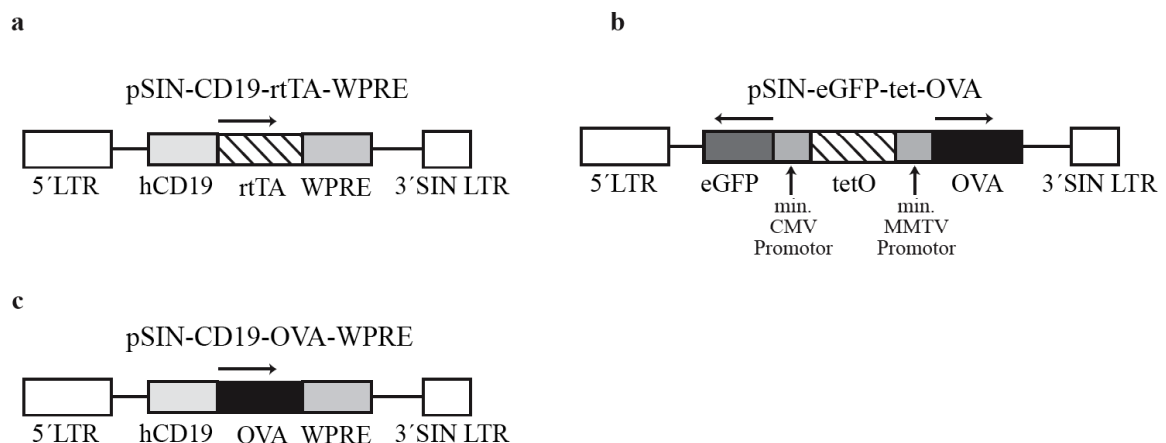 a
pSIN-CD19-rtTA-WPRE
5´LTR
hCD19
rtTA
WPRE
3´SIN LTR
b
pSIN-eGFP-tet-OVA
5´LTR
eGFP
tetO
OVA
3´SIN LTR
min.
CMV
Promotor
min.
MMTV
Promotor
c
pSIN-CD19-OVA-WPRE
5´LTR
hCD19
OVA
WPRE
3´SIN LTR